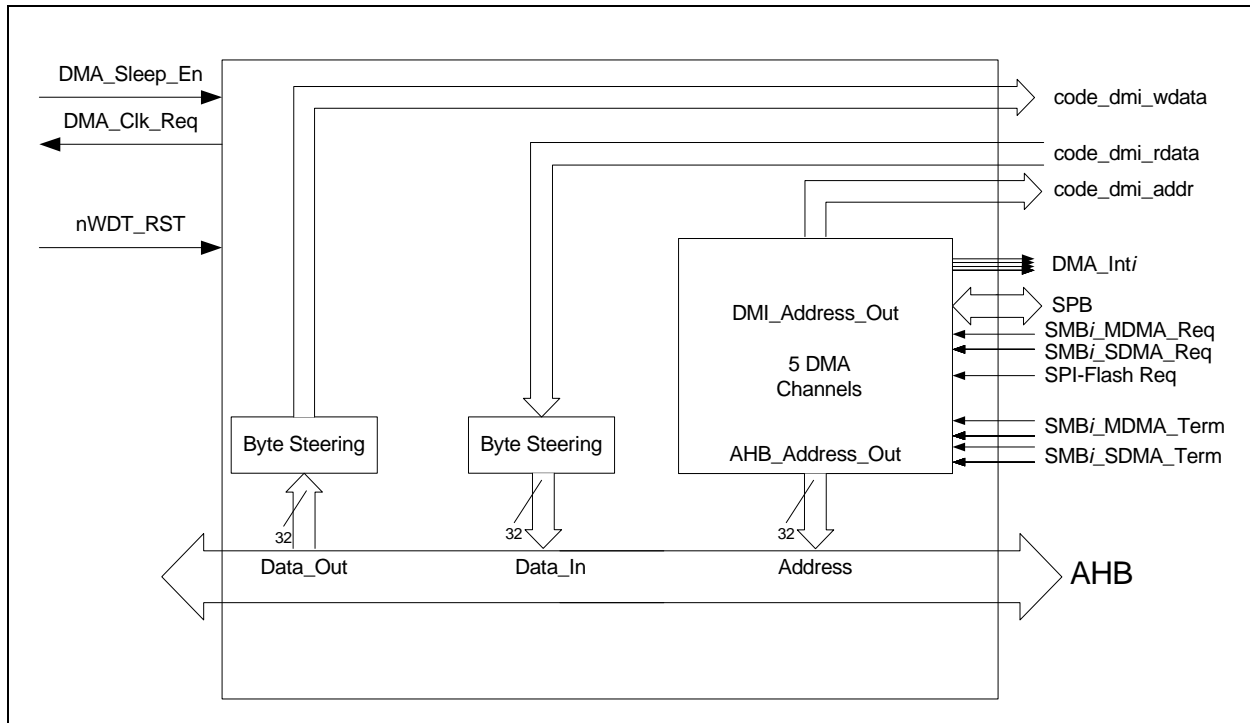 DMA_Sleep_En
DMA_Clk_Req
nWDT_RST
code_dmi_wdata
code_dmi_rdata
code_dmi_addr
DMA_Inti
SPB
SMBi_MDMA_Req
SMBi_SDMA_Req
SPI-Flash Req
SMBi_MDMA_Term
SMBi_SDMA_Term
DMI_Address_Out
5 DMA
Channels
AHB_Address_Out
Byte Steering
Byte Steering
32
32
32
Data_Out
Data_In
Address
AHB